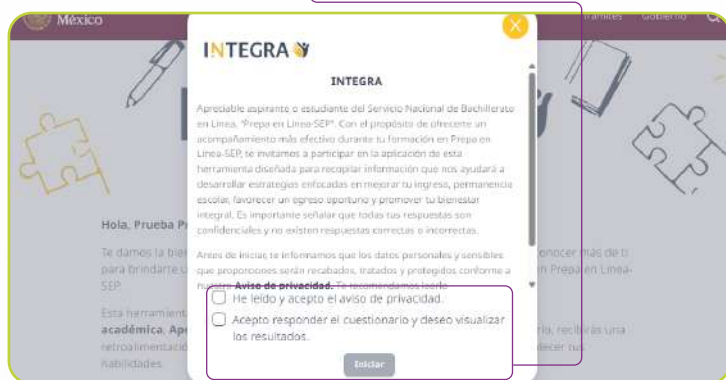 México
Trámites Gobierno
INTEGRA
INTEGRA
Apreciable aspirante o estudiante del Servicio Nacional de Bachillerato
en Línea, "Prepa en Línea-SEP". Con el propósito de ofrecerte un
acompañamiento más efectivo durante tu formación en Prepa en
Línea-SEP, te invitamos a participar en la aplicación de esta
herramienta diseñada para recopilar información que nos ayudará a
desarrollar estrategias enfocadas en mejorar tu ingreso, permanencia
escolar, favorecer un egreso oportuno y promover tu bienestar
integral. Es importante señalar que todas tus respuestas son
confidenciales y no existen respuestas correctas o incorrectas.
Antes de iniciar, te informamos que los datos personales y sensibles
que proporciones serán recabados, tratados y protegidos conforme a
nuestro Aviso de privacidad. Te recomendamos leerlo
He leído y acepto el aviso de privacidad.
Acepto responder el cuestionario y deseo visualizar
los resultados.
Iniciar
Hola, Prueba
Te damos la
para brindarte
SEP.
Esta
académica,
habilidades.
conocer más de ti
en Prepa en Línea-
recibirás una
tus